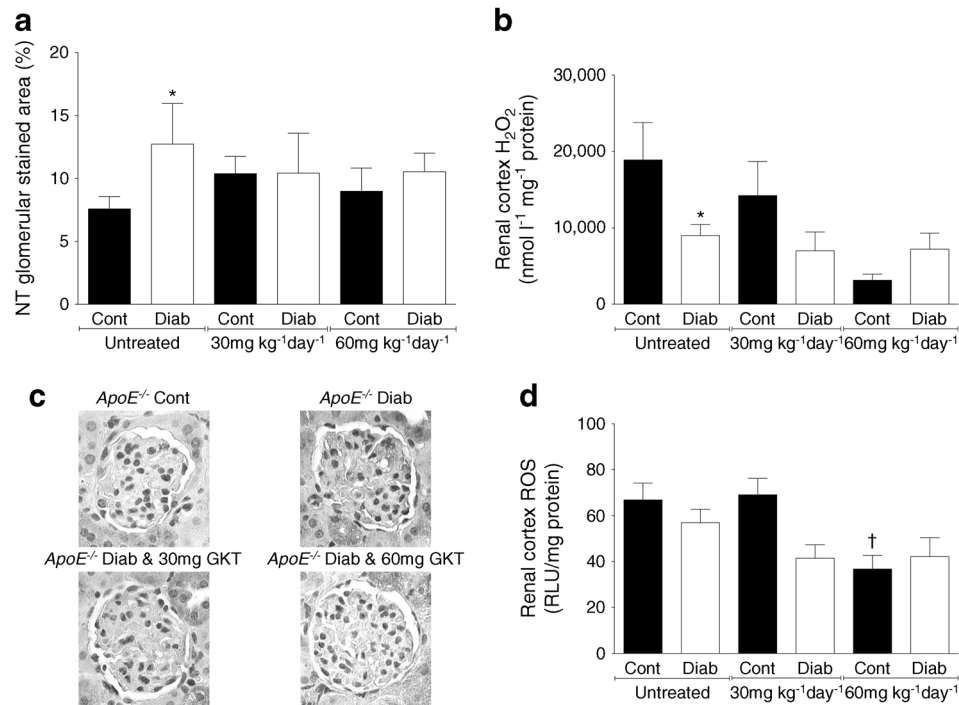 a
NT glomerular stained area (%)
20
15
10
5
0
*
Cont Diab Cont Diab Cont Diab
Untreated 30mg kg⁻¹day⁻¹ 60mg kg⁻¹day⁻¹
b
Renal cortex H₂O₂
(nmol l⁻¹ mg⁻¹ protein)
30,000
20,000
10,000
0
*
Cont Diab Cont Diab Cont Diab
Untreated 30mg kg⁻¹day⁻¹ 60mg kg⁻¹day⁻¹
c
ApoE⁻/⁻ Cont
ApoE⁻/⁻ Diab
ApoE⁻/⁻ Diab & 30mg GKT
ApoE⁻/⁻ Diab & 60mg GKT
d
Renal cortex ROS
(RLU/mg protein)
100
80
60
40
20
0
†
Cont Diab Cont Diab Cont Diab
Untreated 30mg kg⁻¹day⁻¹ 60mg kg⁻¹day⁻¹